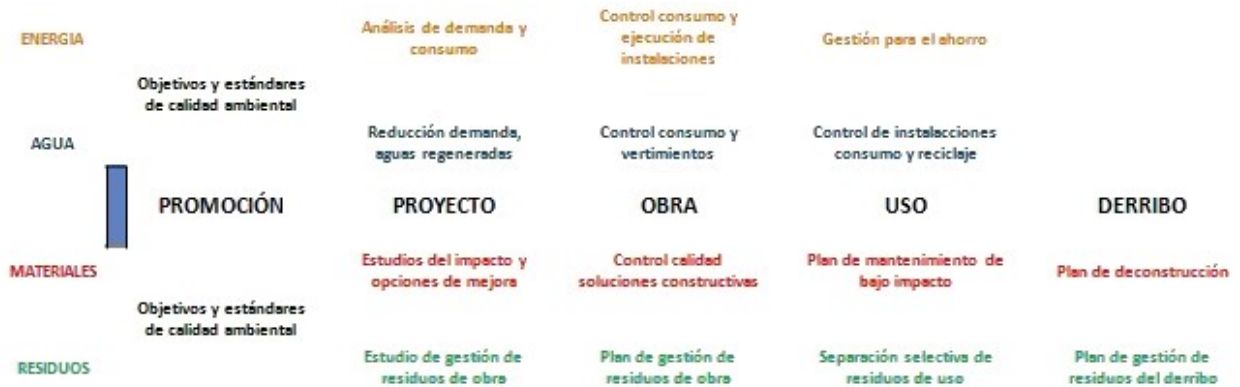 ENERGIA
Análisis de demanda y
consumo
Control consumo y
ejecución de
instalaciones
Gestión para el ahorro
Objetivos y estándares
de calidad ambiental
AGUA
Reducción demanda,
aguas regeneradas
Control consumo y
vertimientos
Control de instalacciones
consumo y reciclaje
PROMOCIÓN
PROYECTO
OBRA
USO
DERRIBO
MATERIALES
Estudios del impacto y
opciones de mejora
Control calidad
soluciones constructivas
Plan de mantenimiento de
bajo impacto
Plan de deconstrucción
Objetivos y estándares
de calidad ambiental
RESIDUOS
Estudio de gestión de
residuos de obra
Plan de gestión de
residuos de obra
Separación selectiva de
residuos de uso
Plan de gestión de
residuos del derribo